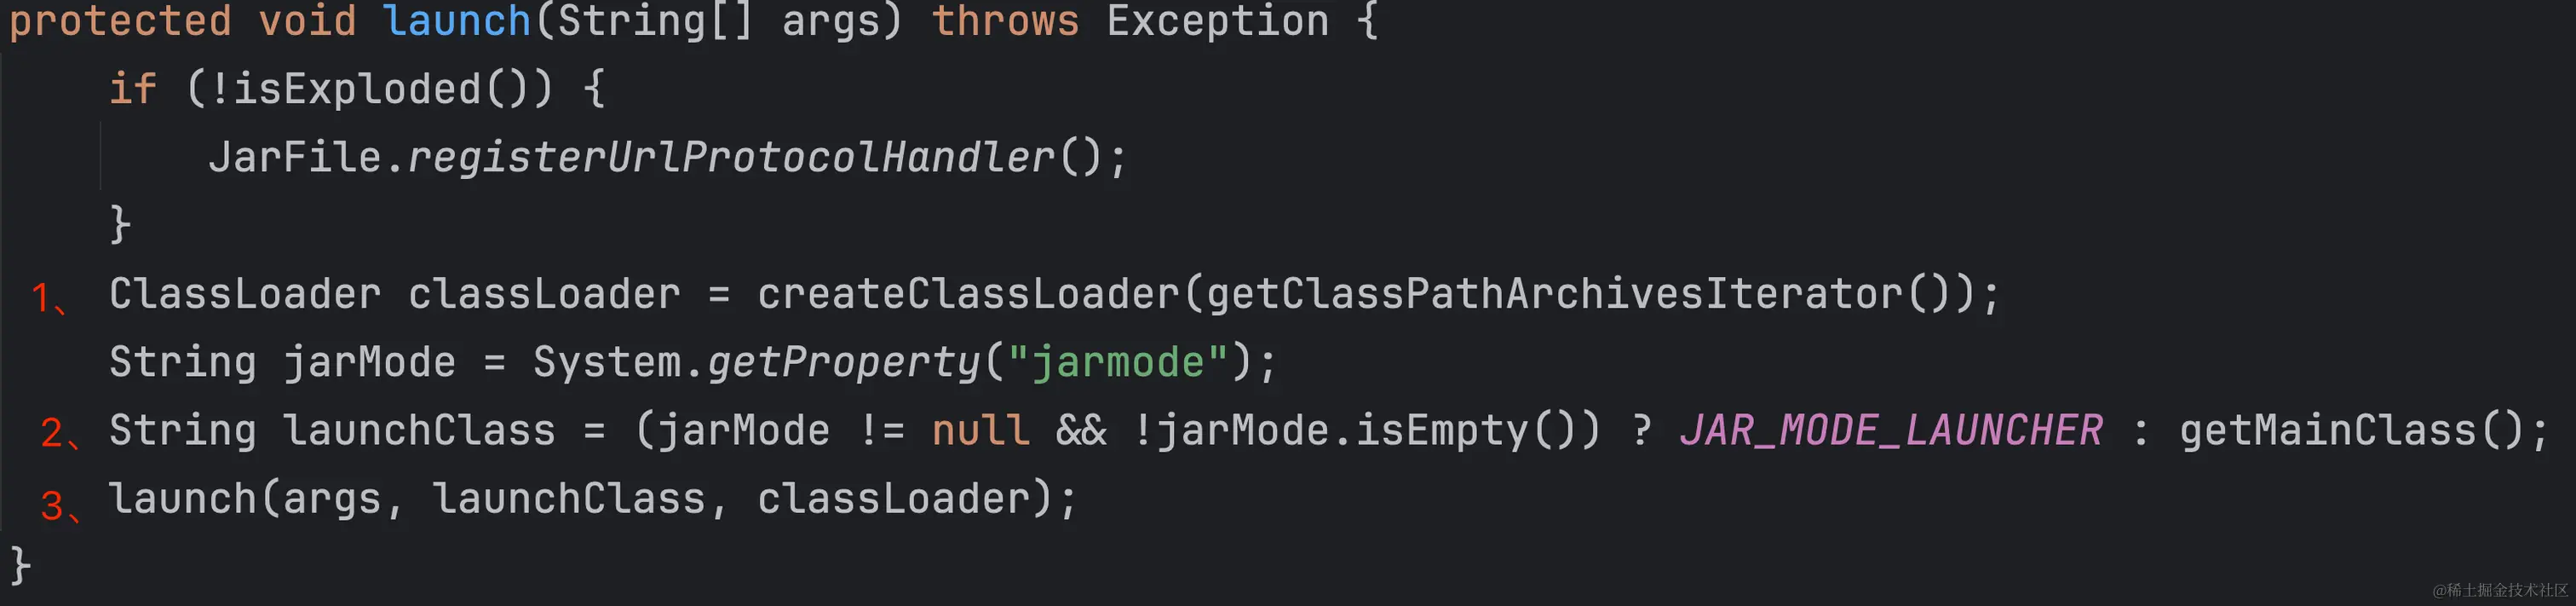 protected void launch(String[] args) throws Exception {
    if (!isExploded()) {
        JarFile.registerUrlProtocolHandler();
    }
1、 ClassLoader classLoader = createClassLoader(getClassPathArchivesIterator());
    String jarMode = System.getProperty("jarmode");
2、 String launchClass = (jarMode != null && !jarMode.isEmpty()) ? JAR_MODE_LAUNCHER : getMainClass();
3、 launch(args, launchClass, classLoader);
}
@稀土掘金技术社区